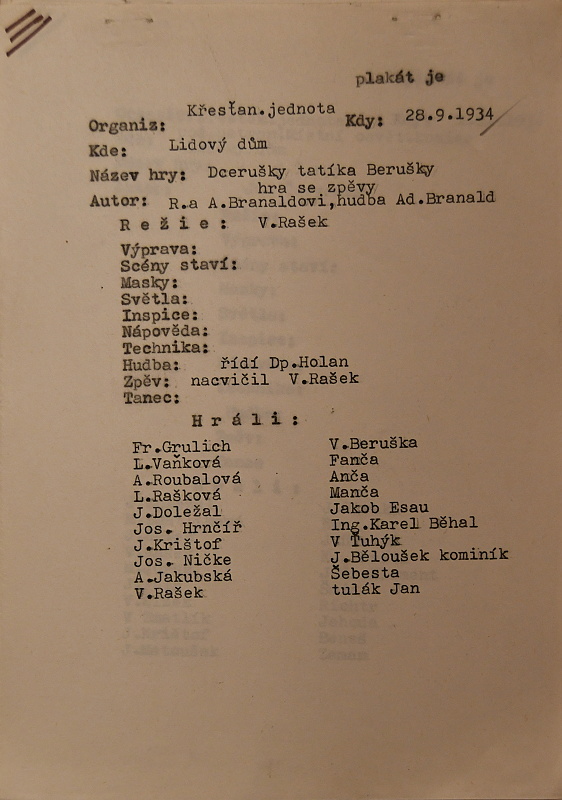 plakát je
Organiz: Křesťan.jednota Kdy: 28.9.1934
Kde: Lidový dům
Název hry: Dcerušky tatíka Berušky
hra se zpěvy
Autor: R.a A.Branaldovi,hudba Ad.Branald
R e ž i e : V.Rašek
Výprava:
Scény staví:
Masky:
Světla:
Inspice:
Nápověda:
Technika:
Hudba: řídí Dp.Holan
Zpěv: nacvičil V.Rašek
Tanec:
H r á l i :
Fr.Grulich V.Beruška
L.Vaňková Fanča
A.Roubalová Anča
L.Rašková Manča
J.Doležal Jakob Esau
Jos. Hrnčíř Ing.Karel Běhal
J.Krištof V Tuhýk
Jos. Ničke J.Běloušek kominík
A.Jakubská Šebesta
V.Rašek tulák Jan